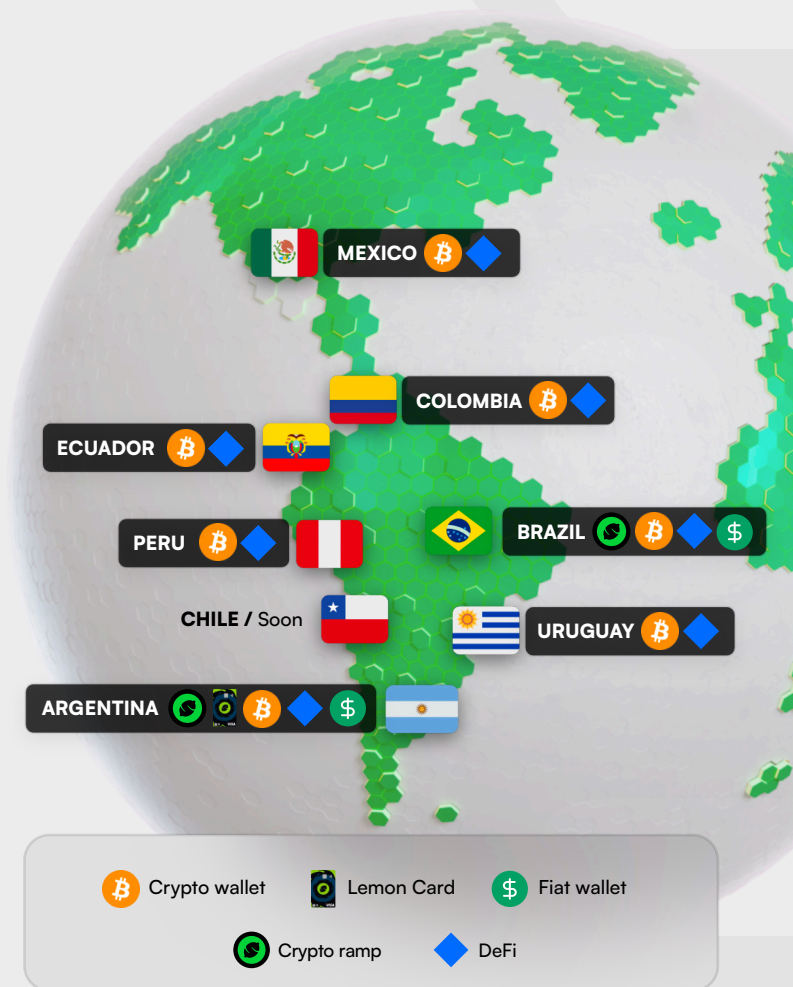 MEXICO
COLOMBIA
ECUADOR
BRAZIL
PERU
CHILE / Soon
URUGUAY
ARGENTINA
Crypto wallet
Lemon Card
Fiat wallet
Crypto ramp
DeFi